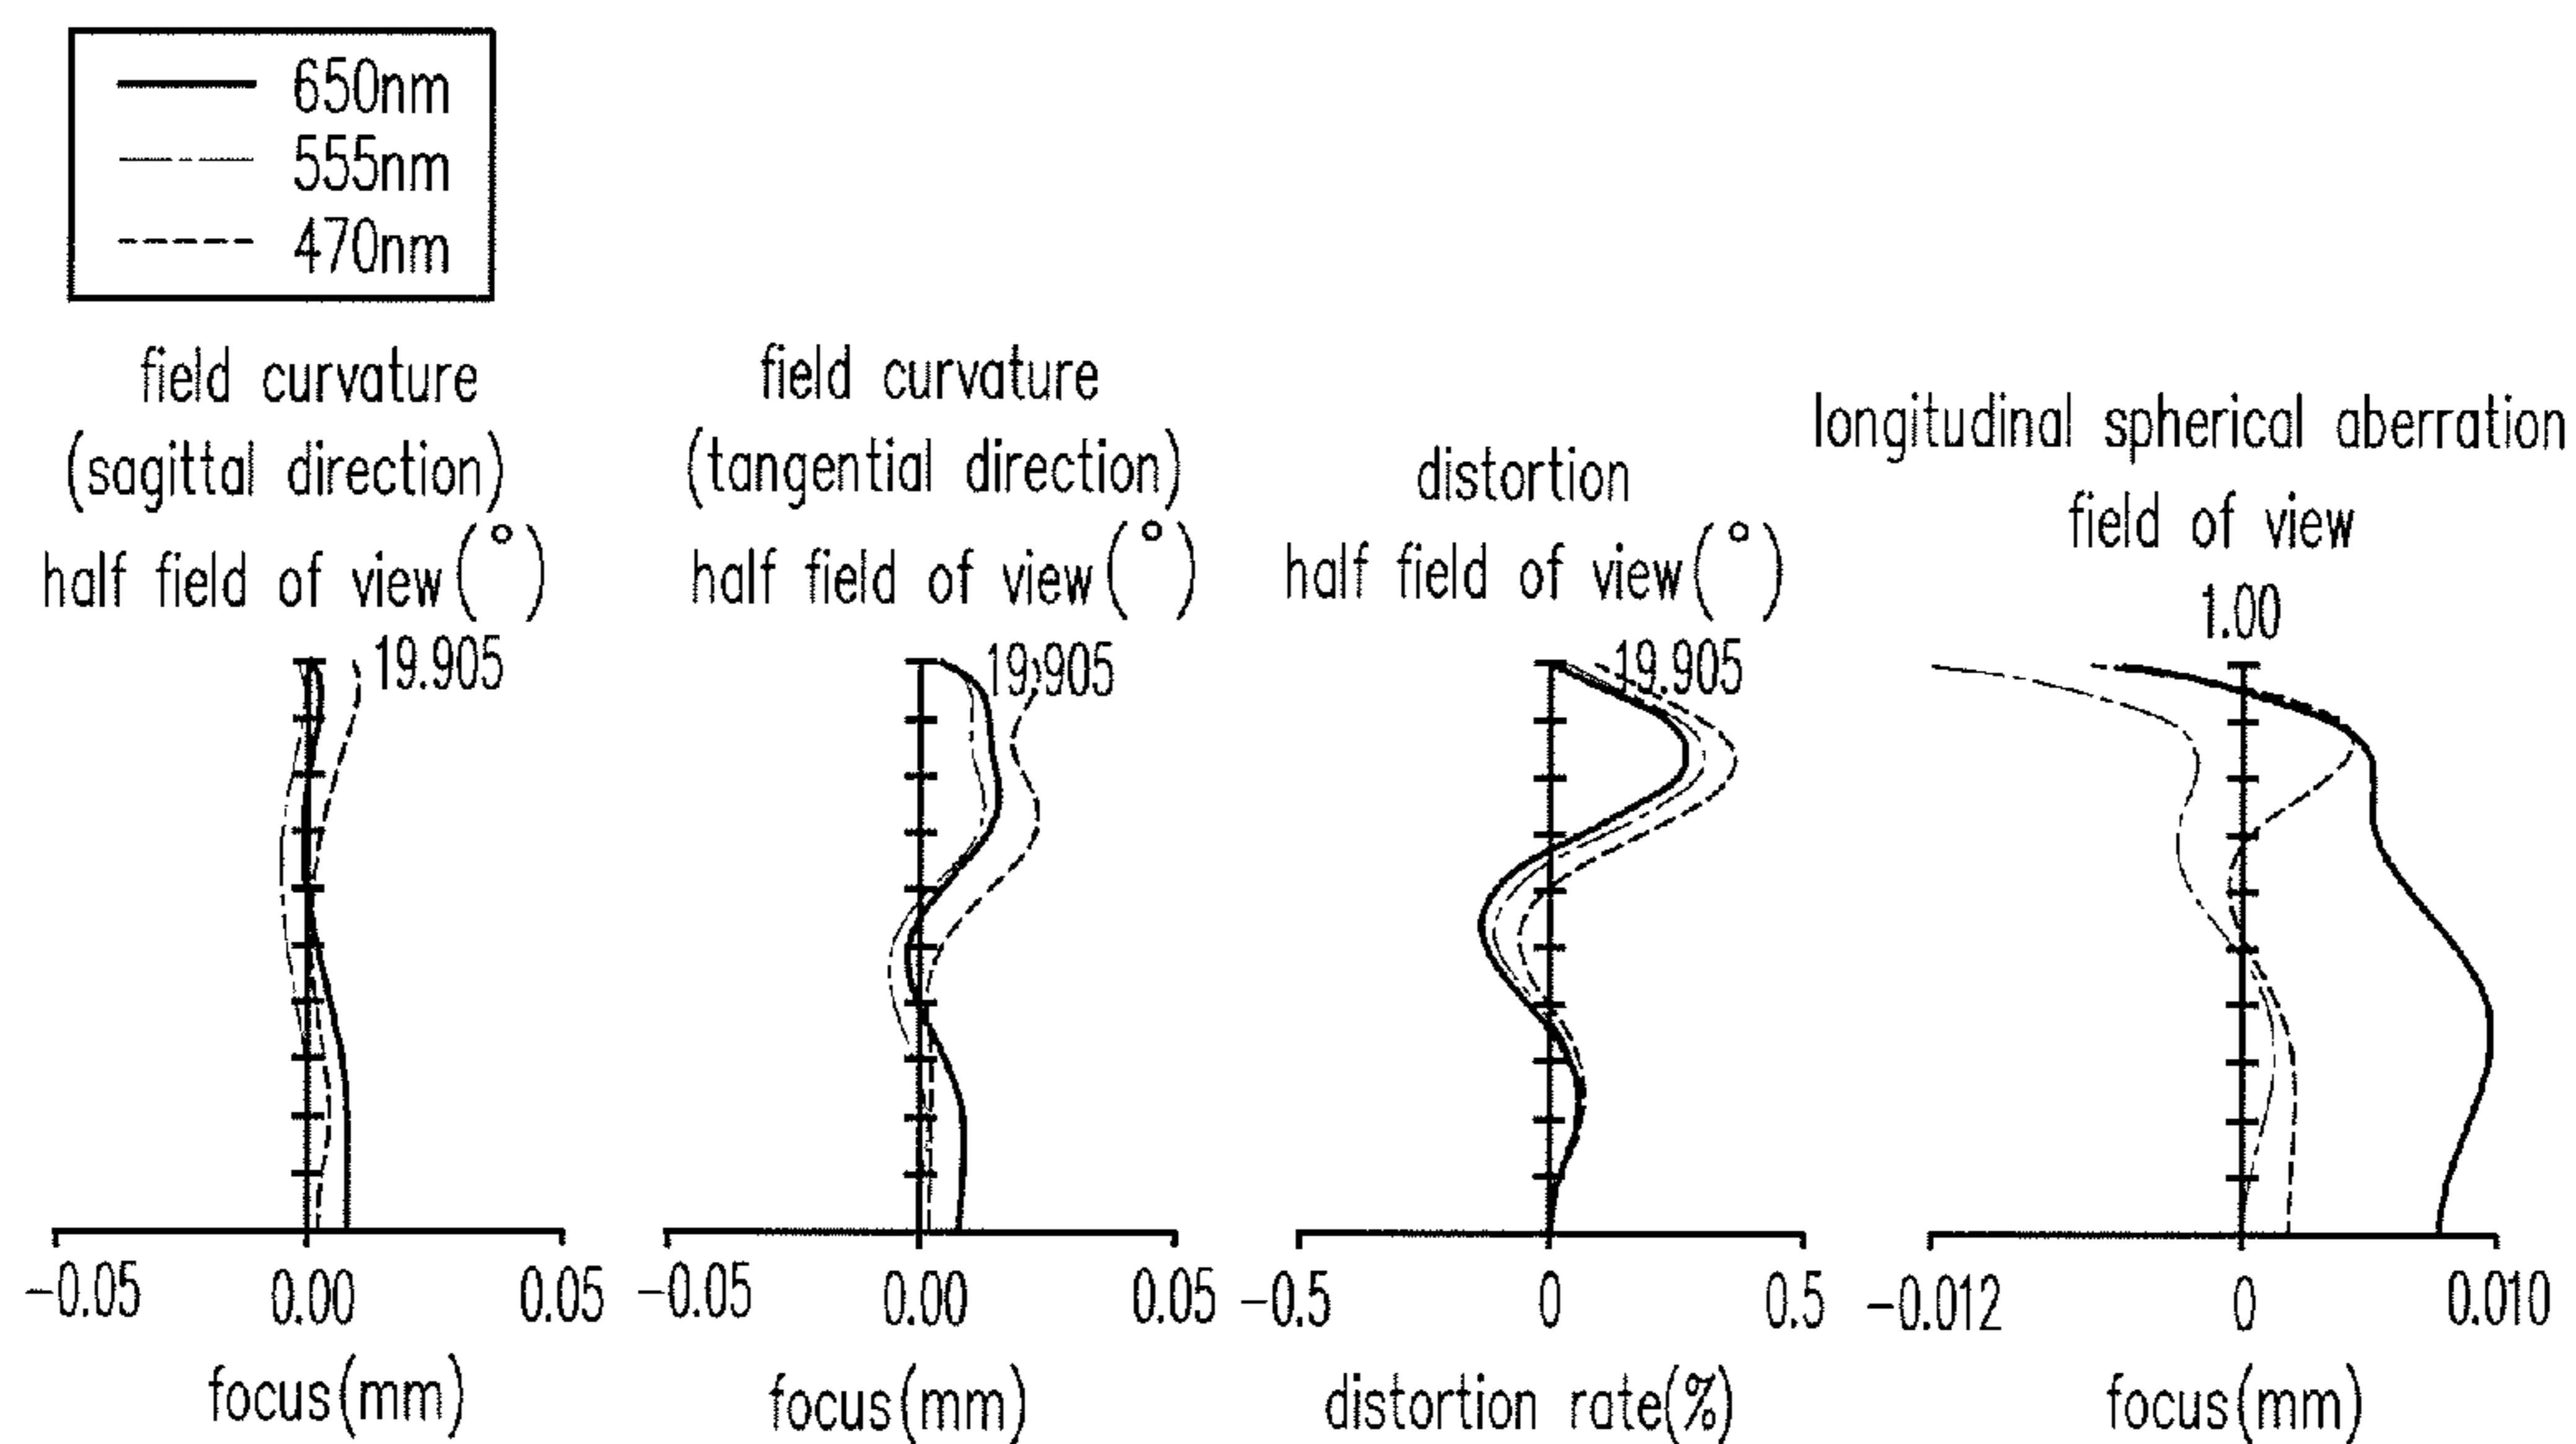 650nm
555nm
470nm
field curvature
(sagittal direction)
half field of view(°)
19.905
-0.05 0.00 0.05
focus(mm)
field curvature
(tangential direction)
half field of view(°)
19.905
-0.05 0.00 0.05
focus(mm)
distortion
half field of view(°)
19.905
-0.5 0 0.5
distortion rate(%)
longitudinal spherical aberration
field of view
1.00
-0.012 0 0.010
focus(mm)